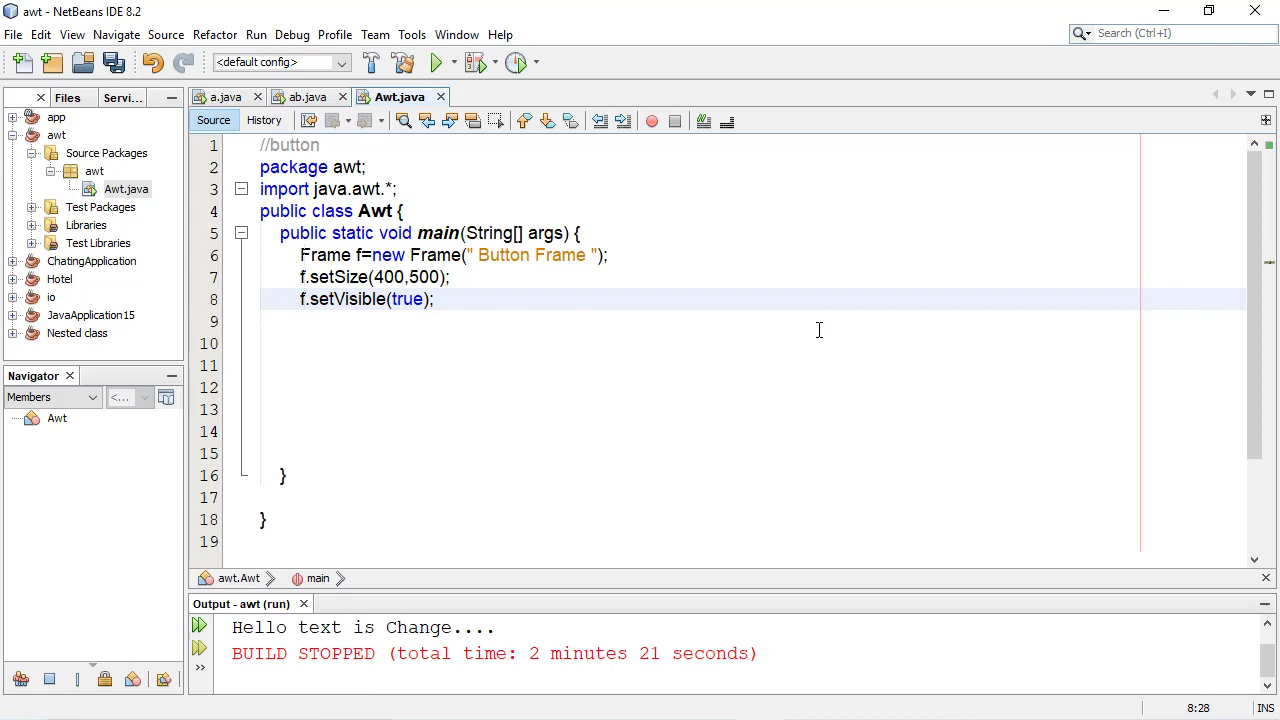 awt - NetBeans IDE 8.2
File Edit View Navigate Source Refactor Run Debug Profile Team Tools Window Help
Search (Ctrl+I)
<default config>
Files Servi...
app
awt
Source Packages
awt
Awt.java
Test Packages
Libraries
Test Libraries
ChatingApplication
Hotel
io
JavaApplication15
Nested class
Navigator
Members <...
Awt
a.java ab.java Awt.java
Source History
1 //button
2 package awt;
3 import java.awt.*;
4 public class Awt {
5 public static void main(String[] args) {
6 Frame f=new Frame(" Button Frame ");
7 f.setSize(400,500);
8 f.setVisible(true);
9
10
11
12
13
14
15
16 }
17
18 }
19
awt.Awt main
Output - awt (run)
Hello text is Change....
BUILD STOPPED (total time: 2 minutes 21 seconds)
8:28 INS